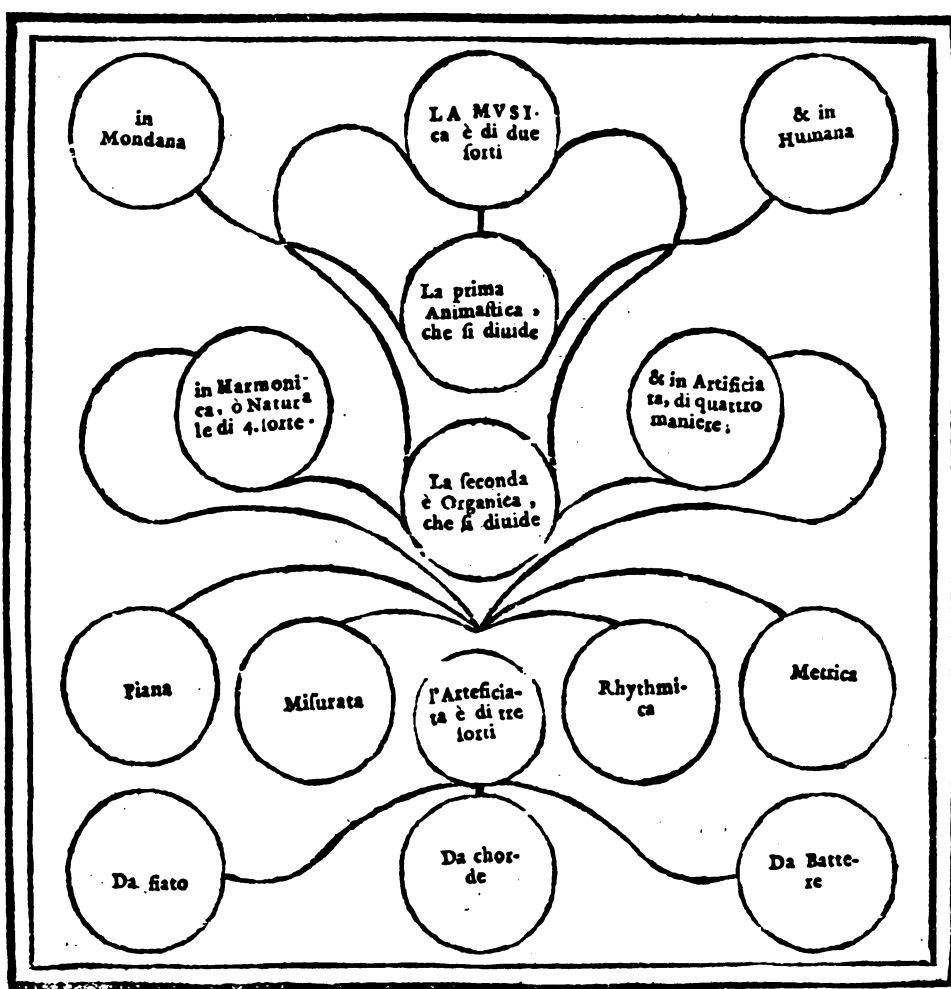 in
Mondana
LA MVSI-
ca è di due
ſorti
& in
Humana
La prima
Animaſtica ,
che ſi diuide
in Harmoni-
ca, ò Natura
le di 4. ſorte.
& in Artificia
ta, di quattro
maniere;
La ſeconda
è Organica ,
che ſi diuide
Piana
Miſurata
l'Arteficia-
ta è di tre
ſorti
Rhythmi-
ca
Metrica
Da fiato
Da chor-
de
Da Batte-
re